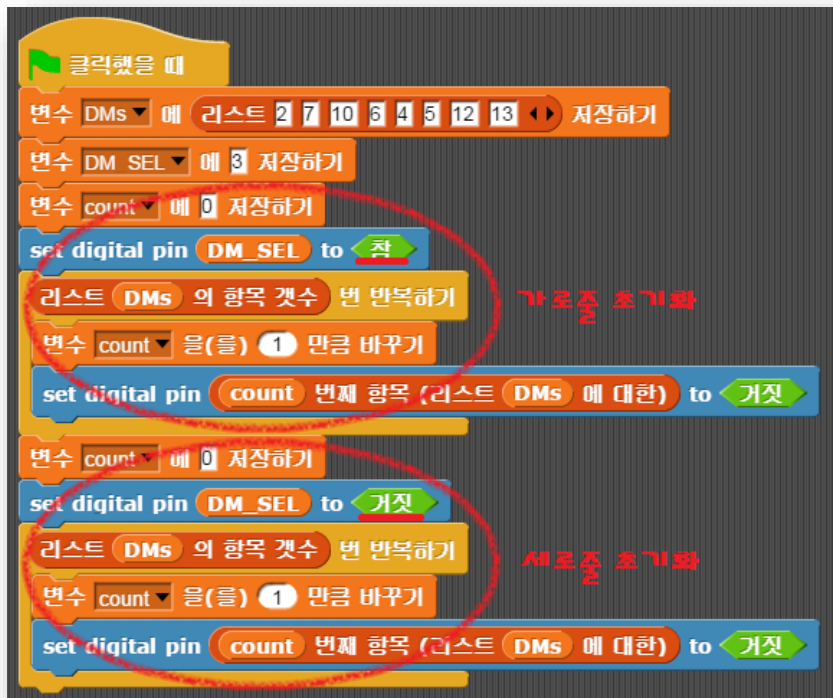 클릭했을 때
변수 DMs 에 리스트 2 7 10 6 4 5 12 13 저장하기
변수 DM_SEL 에 3 저장하기
변수 count 에 0 저장하기
set digital pin DM_SEL to 참
리스트 DMs 의 항목 갯수 번 반복하기
가로줄 초기화
변수 count 을(를) 1 만큼 바꾸기
set digital pin count 번째 항목 (리스트 DMs 에 대한) to 거짓
변수 count 에 0 저장하기
set digital pin DM_SEL to 거짓
리스트 DMs 의 항목 갯수 번 반복하기
세로줄 초기화
변수 count 을(를) 1 만큼 바꾸기
set digital pin count 번째 항목 (리스트 DMs 에 대한) to 거짓